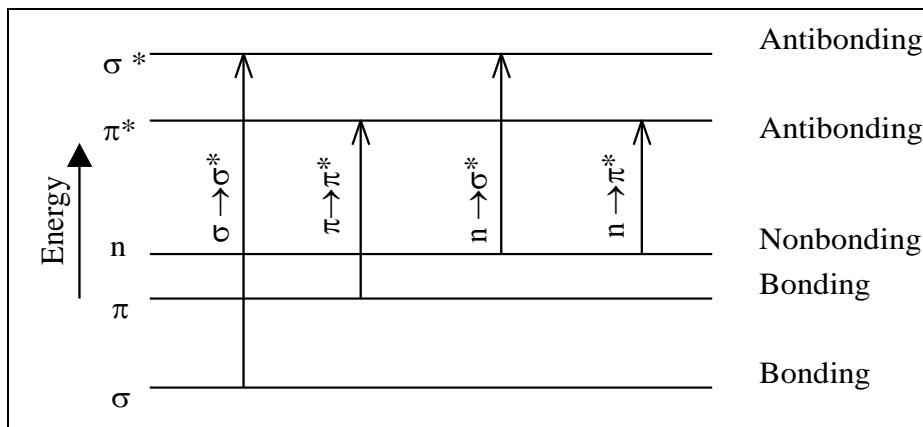 σ *
Antibonding
π*
Antibonding
Energy
σ →σ*
π→π*
n →σ*
n →π*
n
Nonbonding
π
Bonding
σ
Bonding